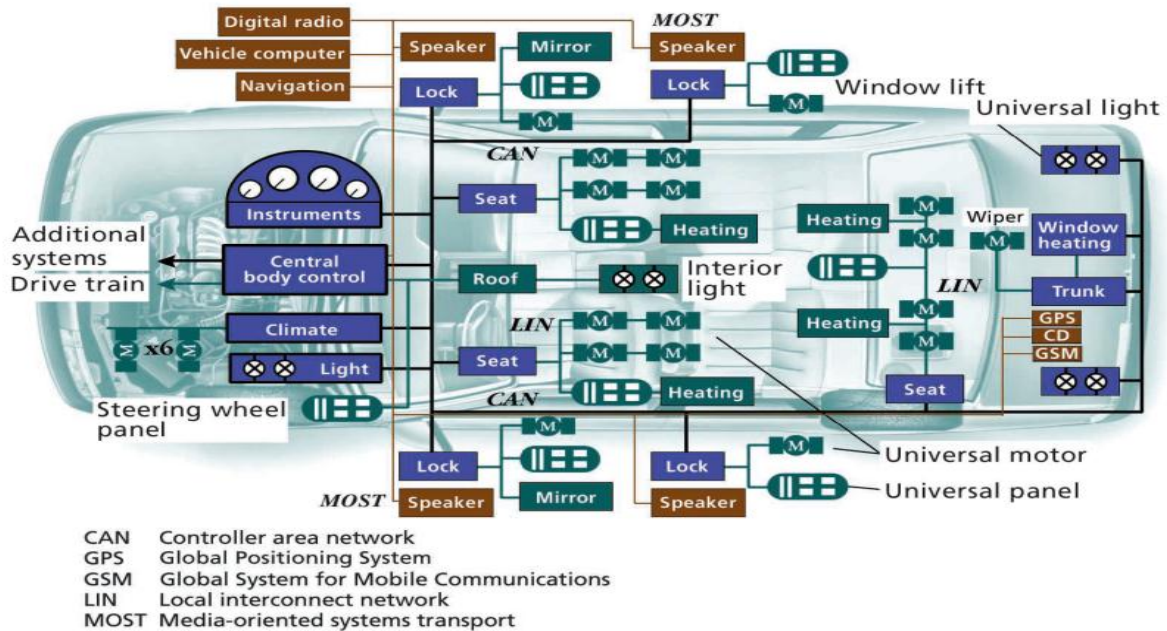 Digital radio
Vehicle computer
Navigation
MOST
Speaker
Mirror
Speaker
Lock
M
Lock
M
Window lift
Universal light
CAN
Instruments
Seat
M
M
M
M
Heating
Additional
systems
Drive train
Central
body control
Roof
Interior
light
Heating
M
M
Wiper
M
Window
heating
LIN
Trunk
Climate
M
x6
M
LIN
M
M
Heating
M
M
GPS
CD
GSM
Light
Seat
M
M
CAN
Heating
Seat
Steering wheel
panel
Lock
M
Lock
M
Universal motor
Universal panel
MOST
Speaker
Mirror
Speaker
CAN Controller area network
GPS Global Positioning System
GSM Global System for Mobile Communications
LIN Local interconnect network
MOST Media-oriented systems transport